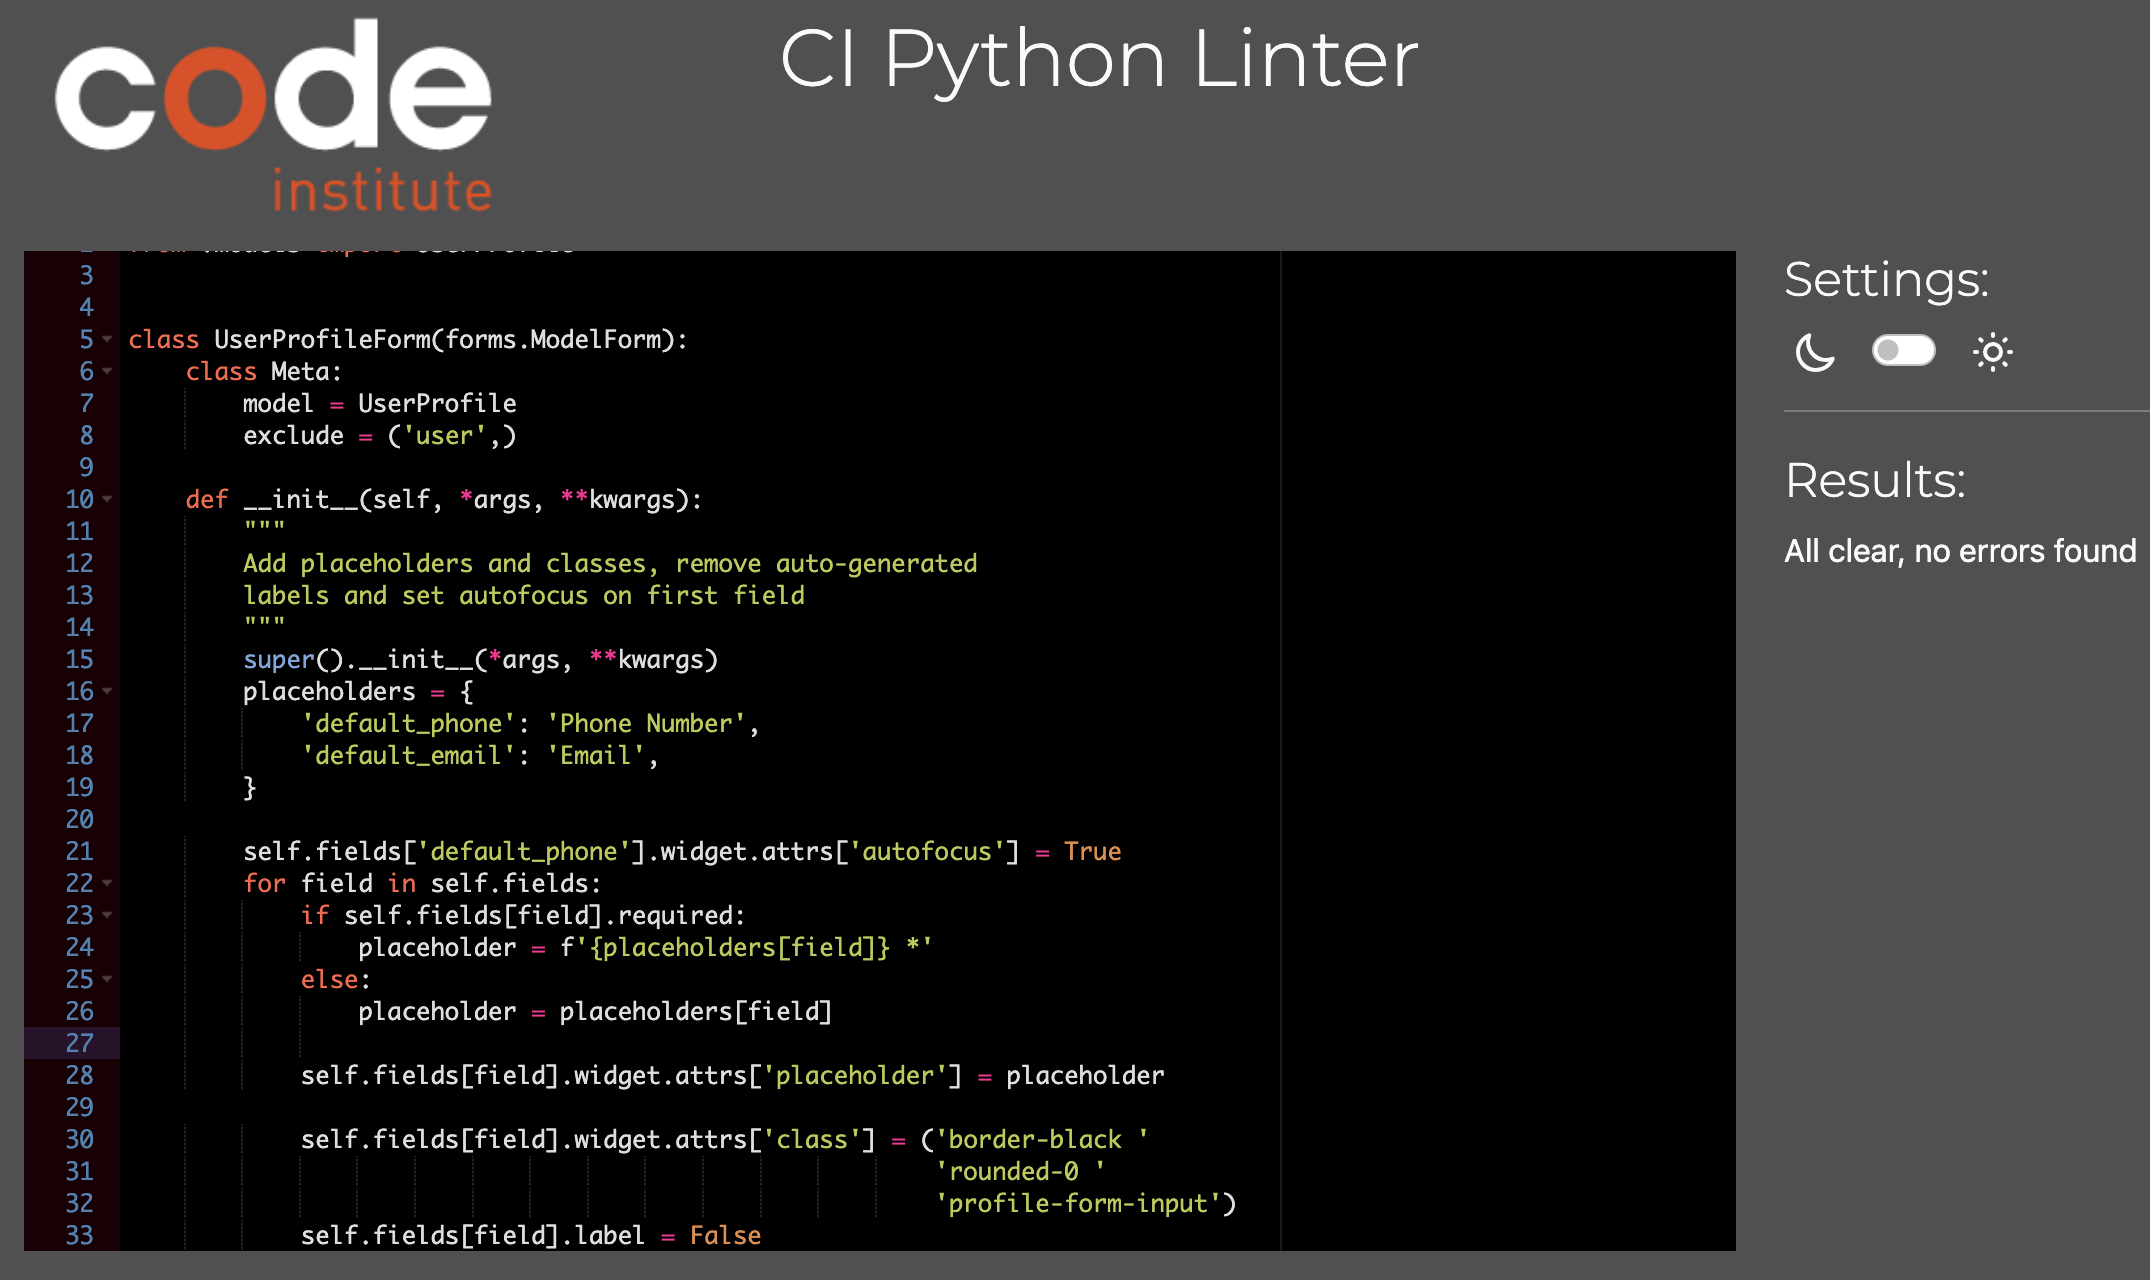 code
institute
CI Python Linter
3
4
5 class UserProfileForm(forms.ModelForm):
6     class Meta:
7         model = UserProfile
8         exclude = ('user',)
9
10     def __init__(self, *args, **kwargs):
11         """
12         Add placeholders and classes, remove auto-generated
13         labels and set autofocus on first field
14         """
15         super().__init__(*args, **kwargs)
16         placeholders = {
17             'default_phone': 'Phone Number',
18             'default_email': 'Email',
19         }
20
21         self.fields['default_phone'].widget.attrs['autofocus'] = True
22         for field in self.fields:
23             if self.fields[field].required:
24                 placeholder = f'{placeholders[field]} *'
25             else:
26                 placeholder = placeholders[field]
27
28             self.fields[field].widget.attrs['placeholder'] = placeholder
29
30             self.fields[field].widget.attrs['class'] = ('border-black '
31                                                         'rounded-0 '
32                                                         'profile-form-input')
33             self.fields[field].label = False
Settings:
Results:
All clear, no errors found